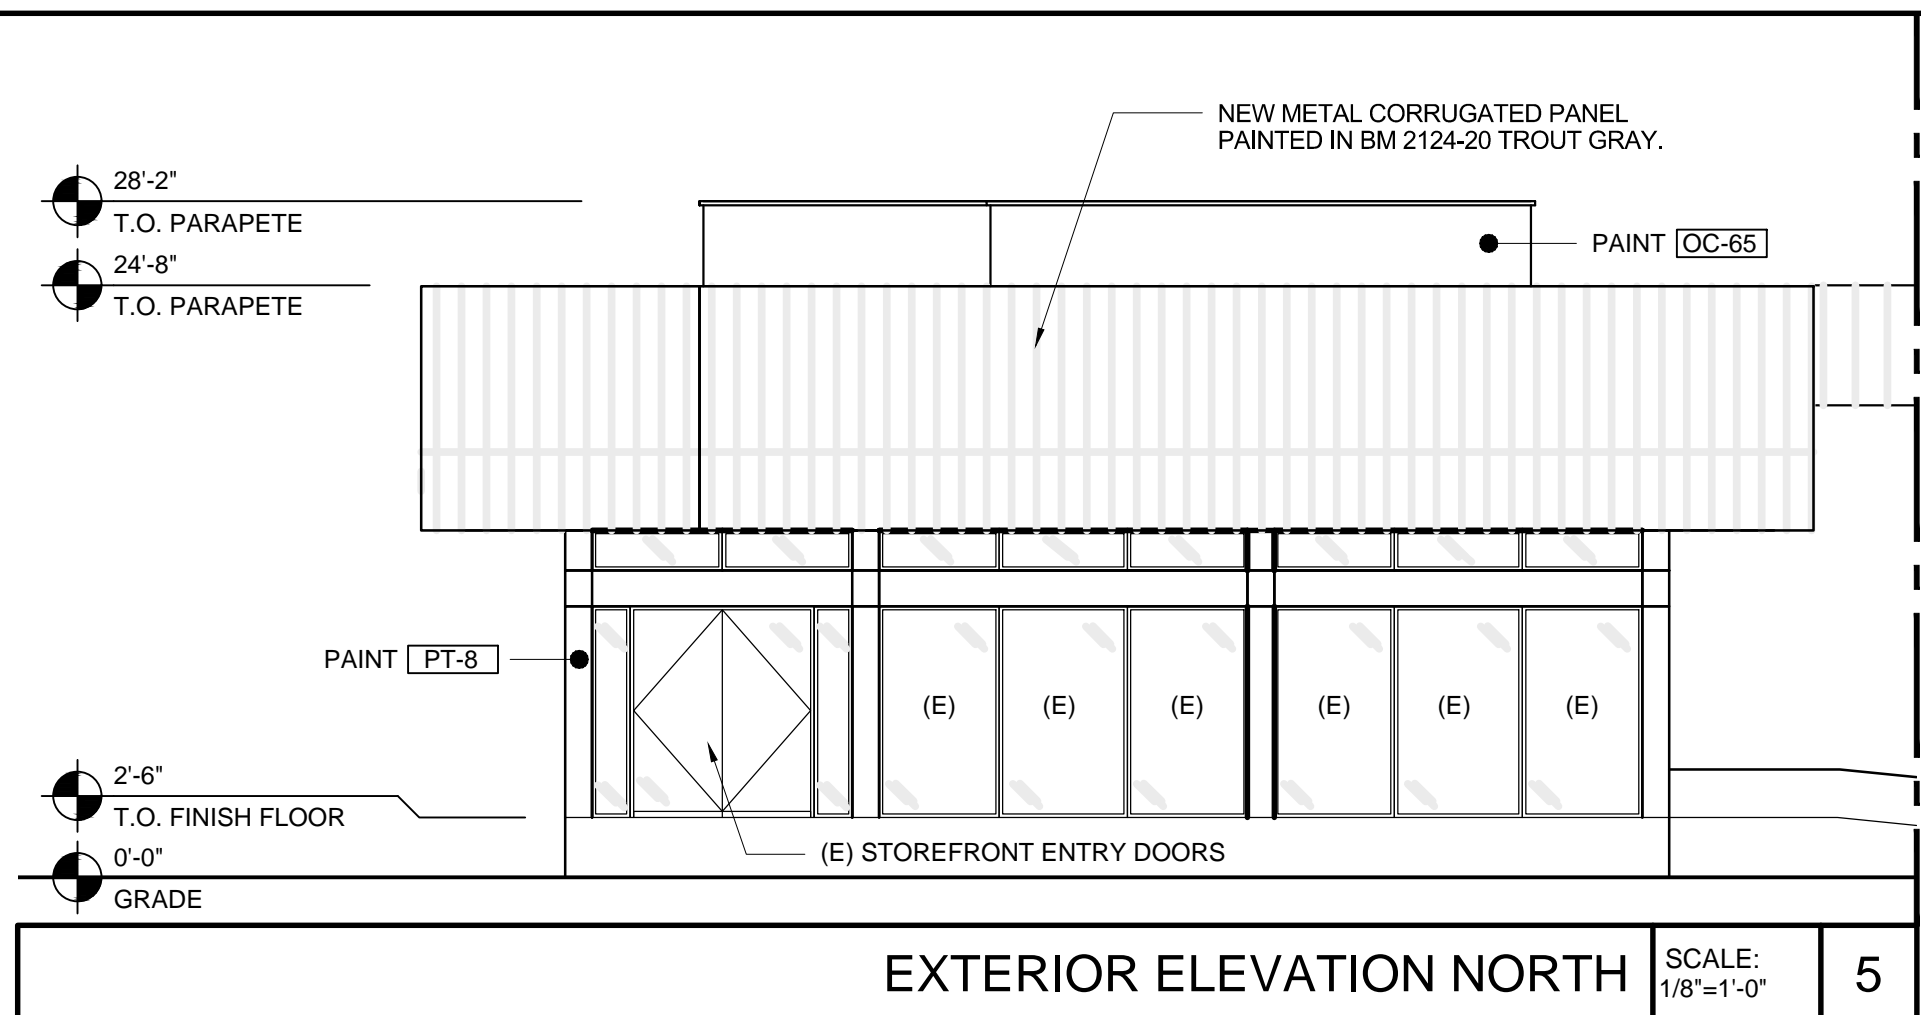 NEW METAL CORRUGATED PANEL
PAINTED IN BM 2124-20 TROUT GRAY.
28'-2"
T.O. PARAPETE
PAINT OC-65
24'-8"
T.O. PARAPETE
PAINT PT-8
(E) (E) (E) (E) (E) (E)
2'-6"
T.O. FINISH FLOOR
(E) STOREFRONT ENTRY DOORS
0'-0"
GRADE
EXTERIOR ELEVATION NORTH
SCALE:
1/8"=1'-0"
5